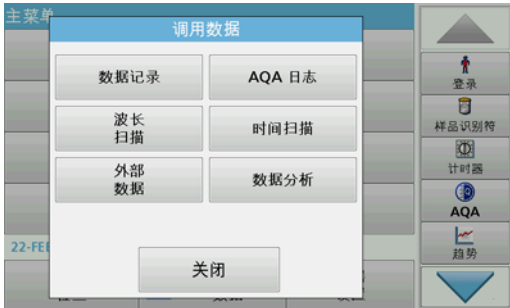 主菜单
调用数据
数据记录
AQA 日志
波长
扫描
时间扫描
外部
数据
数据分析
关闭
22-FE
登录
样品识别符
计时器
AQA
趋势